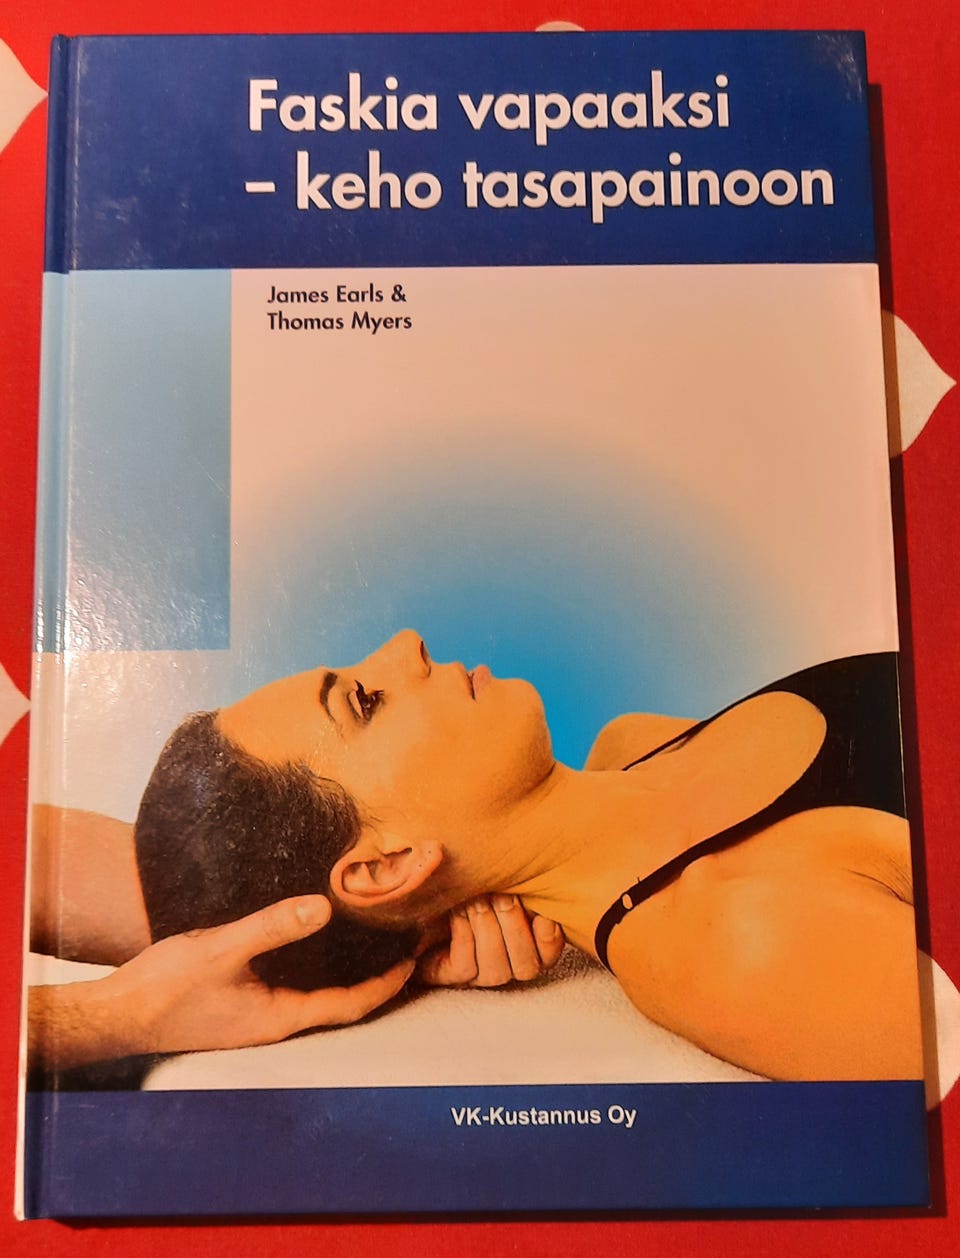 Faskia vapaaksi
– keho tasapainoon
James Earls &
Thomas Myers
VK-Kustannus Oy